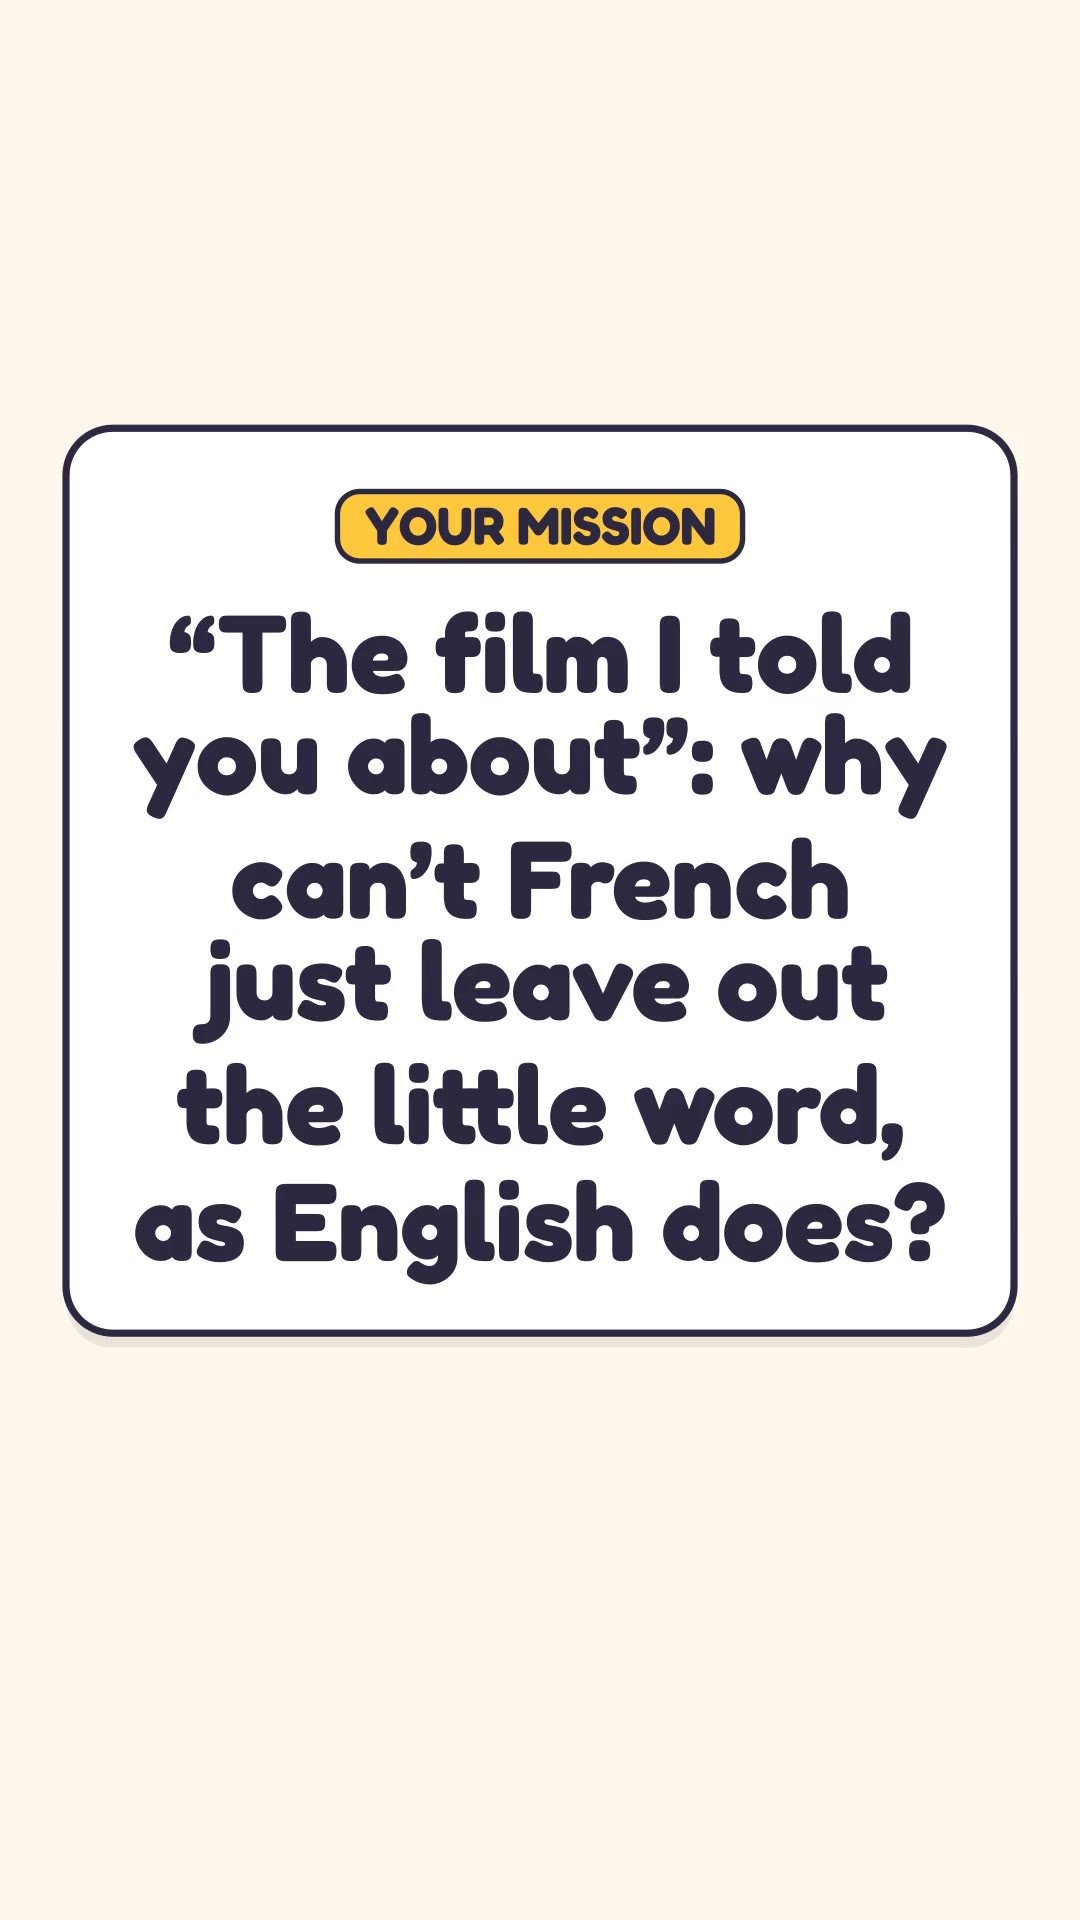 YOUR MISSION
“The film I told
you about”: why
can’t French
just leave out
the little word,
as English does?